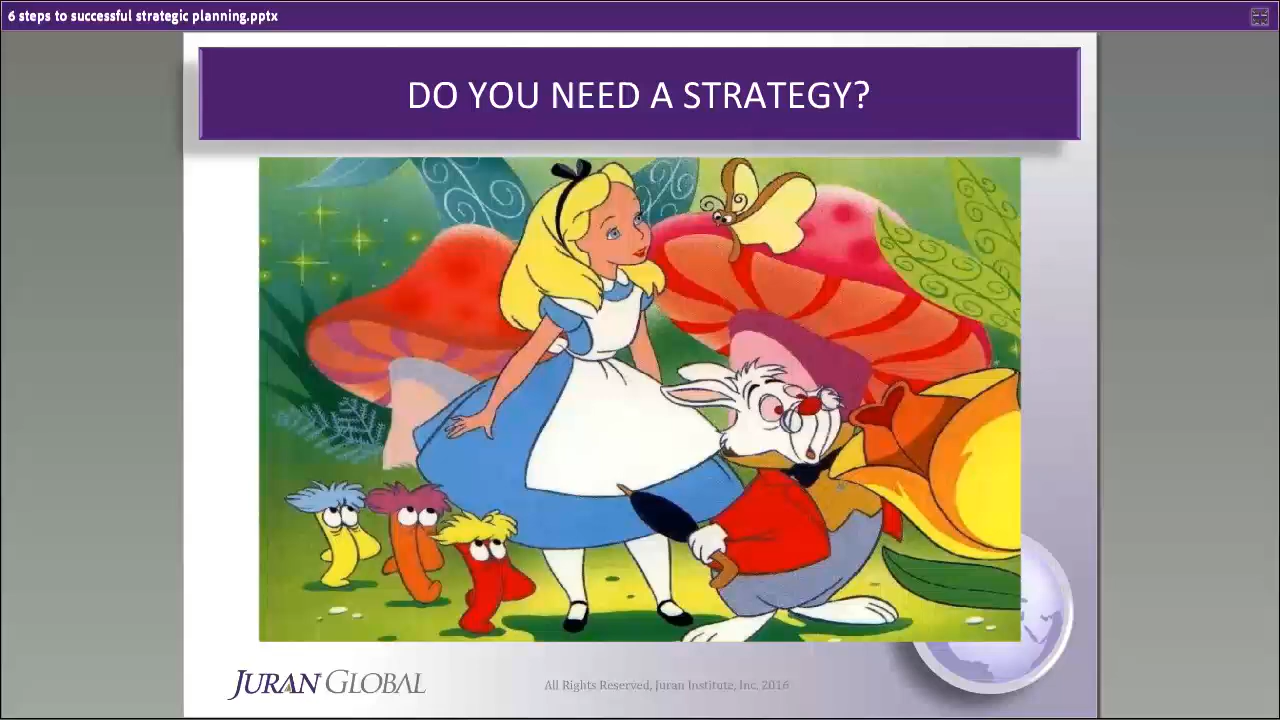 6 steps to successful strategic planning.pptx
DO YOU NEED A STRATEGY?
JURAN GLOBAL
All Rights Reserved, Juran Institute, Inc. 2016